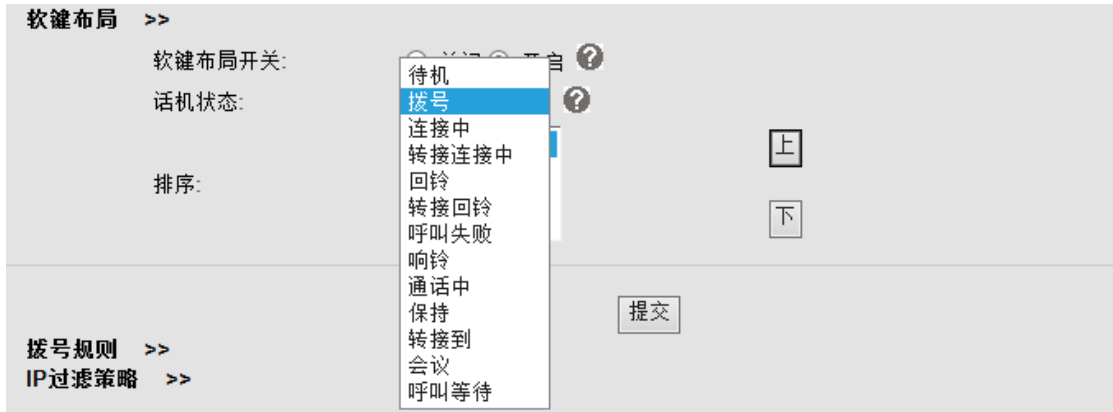 软键布局 >>
软键布局开关: 开启
话机状态:
待机
拨号
连接中
转接连接中
回铃
转接回铃
呼叫失败
响铃
通话中
保持
转接到
会议
呼叫等待
排序:
上
下
提交
拨号规则 >>
IP过滤策略 >>